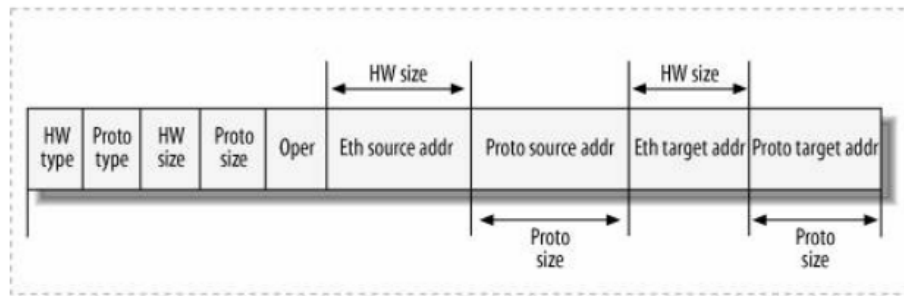 HW size
HW size
HW type
Proto type
HW size
Proto size
Oper
Eth source addr
Proto source addr
Eth target addr
Proto target addr
Proto size
Proto size